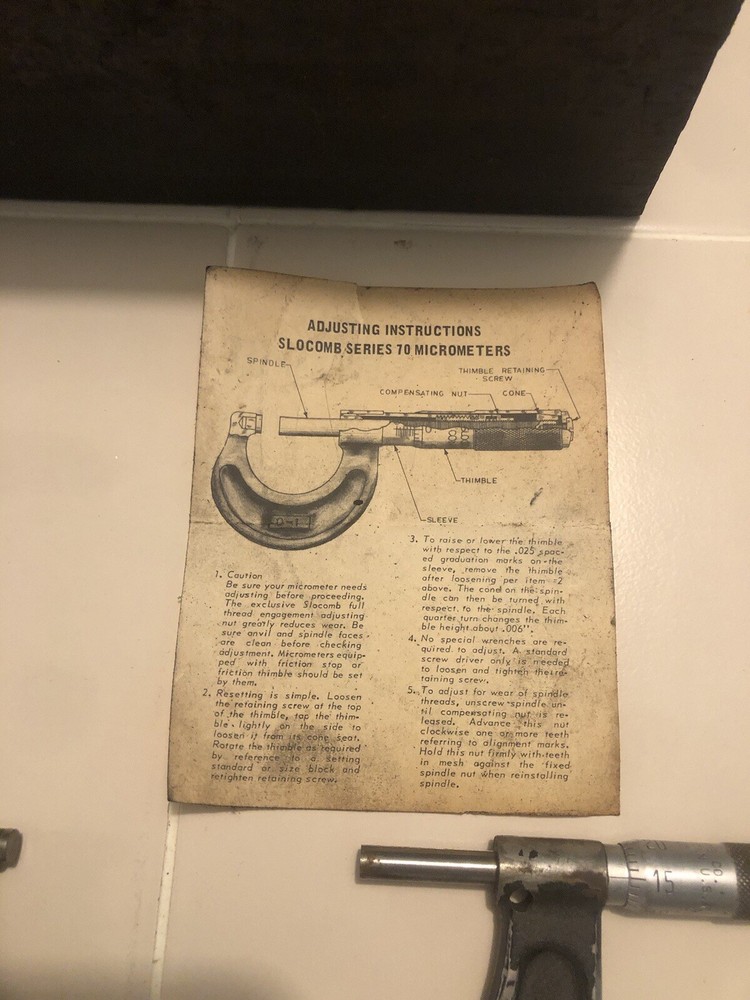 ADJUSTING INSTRUCTIONS
SLOCOMB SERIES 70 MICROMETERS
SPINDLE
THIMBLE RETAINING
SCREW
COMPENSATING NUT
CONE
THIMBLE
SLEEVE
0-1
1. Caution
Be sure your micrometer needs
adjusting before proceeding.
The exclusive Slocomb full
thread engagement adjusting
nut greatly reduces wear. Be
sure anvil and spindle faces
are clean before checking
adjustment. Micrometers equip-
ped with friction stop or
friction thimble should be set
by them.
2. Resetting is simple. Loosen
the retaining screw at the top
of the thimble, tap the thim-
ble lightly on the side to
loosen it from its cone seat.
Rotate the thimble as required
by reference to a setting
standard or size block and
retighten retaining screw.
3. To raise or lower the thimble
with respect to the .025 spac-
ed graduation marks on the
sleeve, remove the thimble
after loosening per item 2
above. The cond on the spin-
dle can then be turned with
respect to the spindle. Each
quarter turn changes the thim-
ble height about .006".
4. No special wrenches are re-
quired to adjust. A standard
screw driver only is needed
to loosen and tighten the re-
taining screw.
5. To adjust for wear of spindle
threads, unscrew spindle un-
til compensating nut is re-
leased. Advance this nut
clockwise one or more teeth
referring to alignment marks.
Hold this nut firmly with teeth
in mesh against the fixed
spindle nut when reinstalling
spindle.
15
CO.
U.S.A.